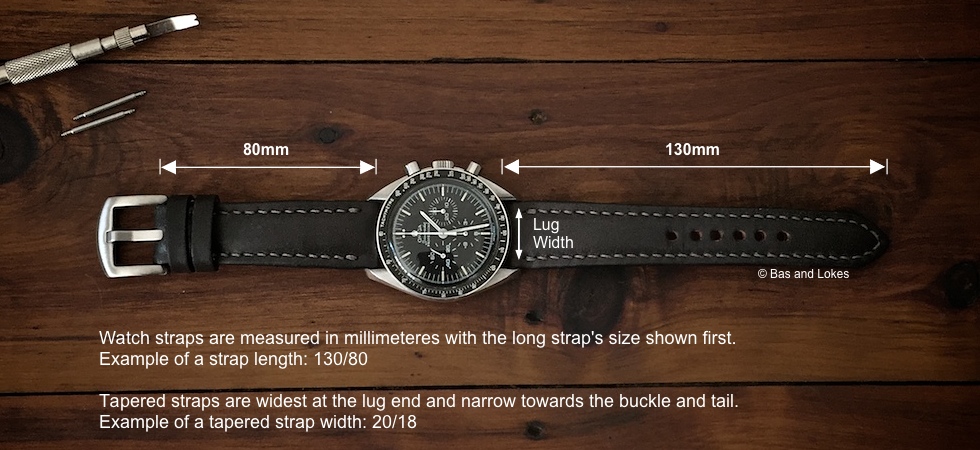 80mm
130mm
Lug
Width
© Bas and Lokes
Watch straps are measured in millimeteres with the long strap's size shown first.
Example of a strap length: 130/80
Tapered straps are widest at the lug end and narrow towards the buckle and tail.
Example of a tapered strap width: 20/18